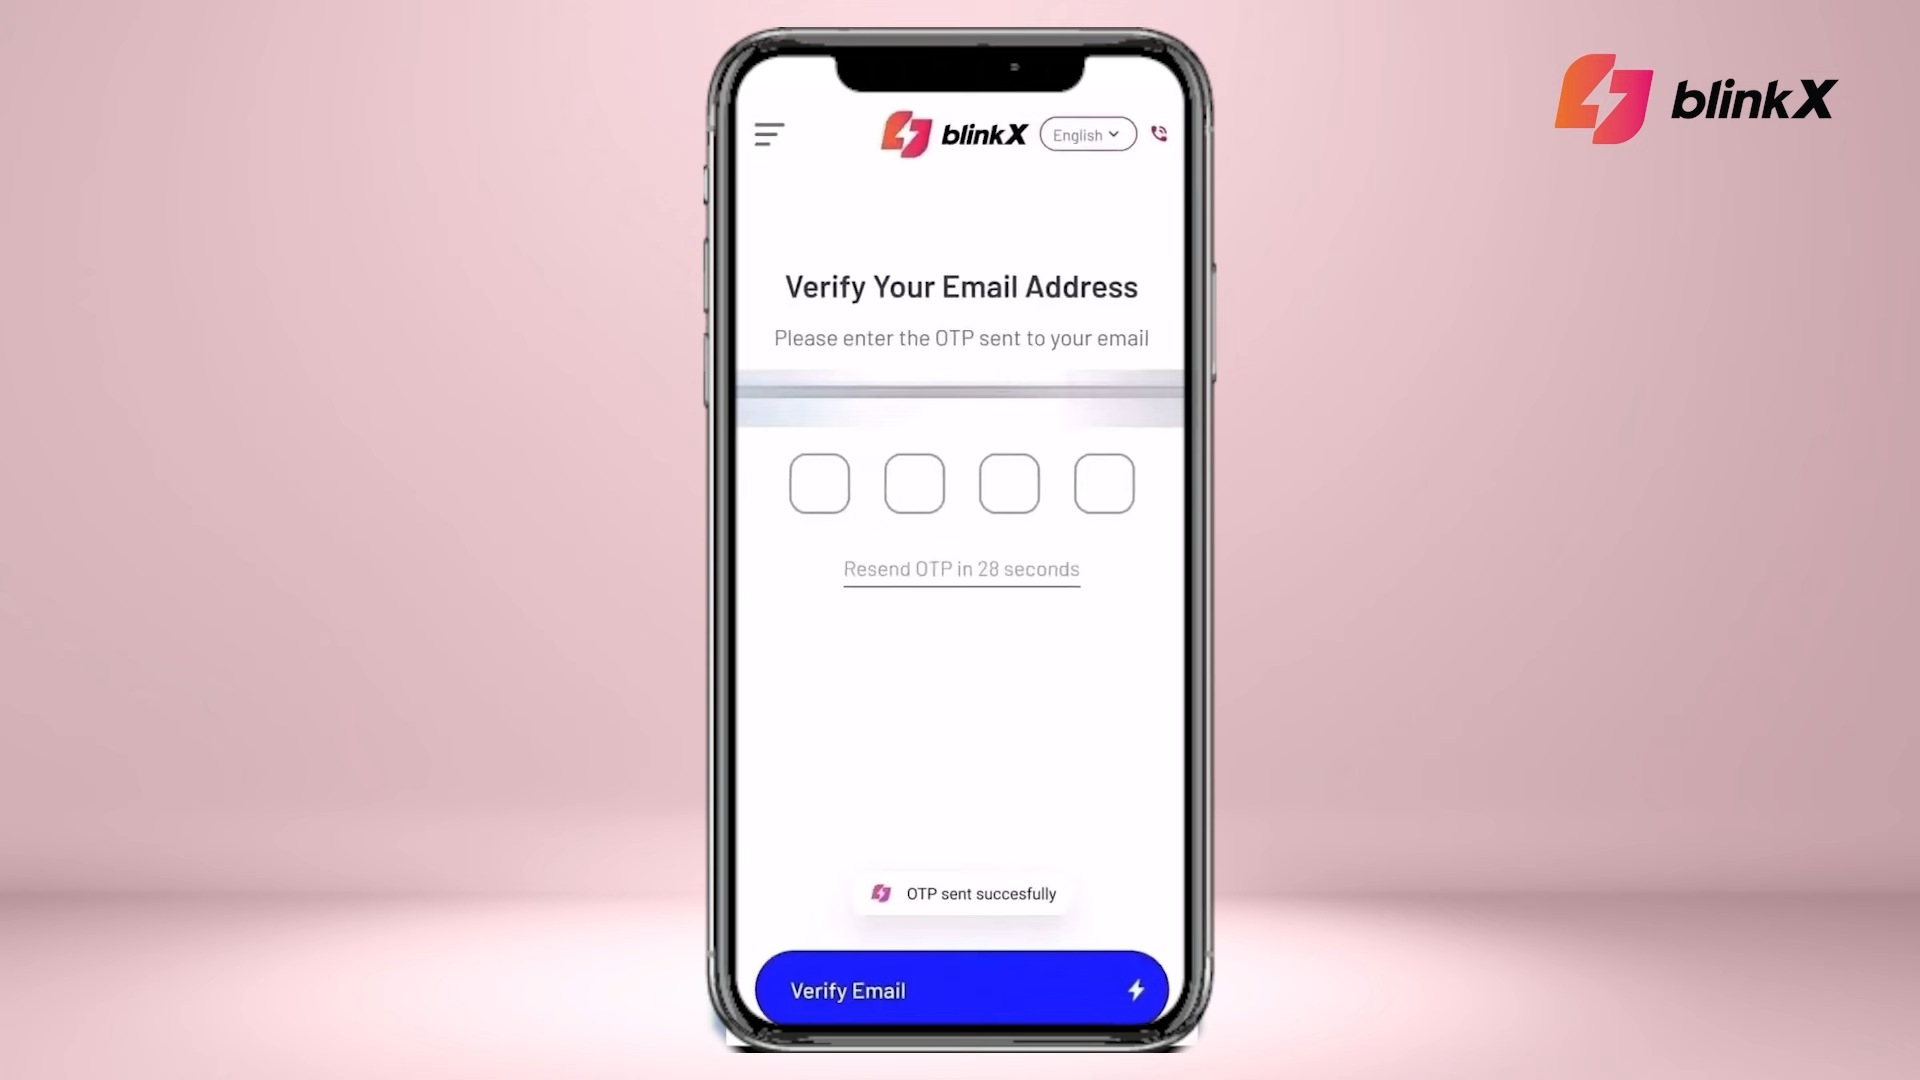 blinkX
blinkX English
Verify Your Email Address
Please enter the OTP sent to your email
Resend OTP in 28 seconds
OTP sent succesfully
Verify Email